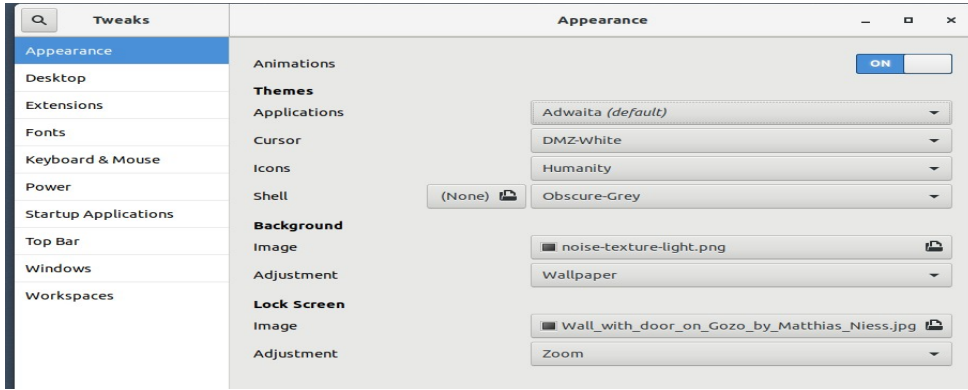 Tweaks
Appearance
Appearance
Desktop
Extensions
Fonts
Keyboard & Mouse
Power
Startup Applications
Top Bar
Windows
Workspaces
Animations ON
Themes
Applications Adwaita (default)
Cursor DMZ-White
Icons Humanity
Shell (None) Obscure-Grey
Background
Image noise-texture-light.png
Adjustment Wallpaper
Lock Screen
Image Wall_with_door_on_Gozo_by_Matthias_Niess.jpg
Adjustment Zoom